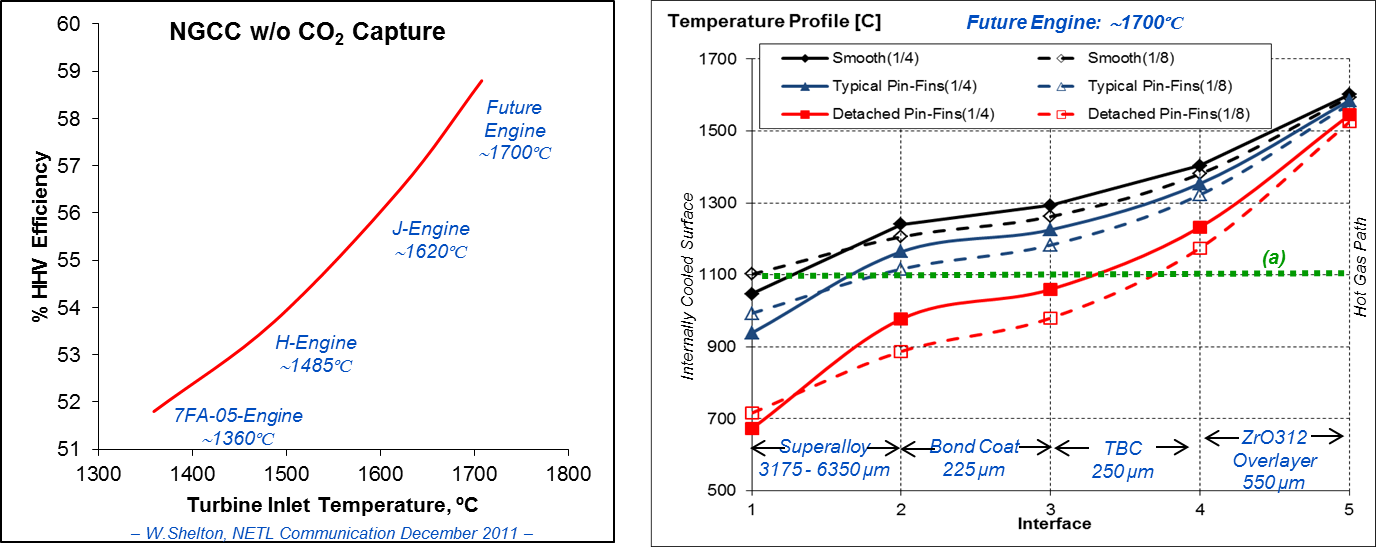 NGCC w/o CO2 Capture
% HHV Efficiency
60
59
58
57
56
55
54
53
52
51
Future
Engine
~1700°C
J-Engine
~1620°C
H-Engine
~1485°C
7FA-05-Engine
~1360°C
1300
1400
1500
1600
1700
1800
Turbine Inlet Temperature, ºC
– W.Shelton, NETL Communication December 2011 –
Temperature Profile [C]
Future Engine: ~1700°C
Smooth(1/4)
Smooth(1/8)
Typical Pin-Fins(1/4)
Typical Pin-Fins(1/8)
Detached Pin-Fins(1/4)
Detached Pin-Fins(1/8)
1700
1500
1300
1100
900
700
500
Internally Cooled Surface
(a)
Hot Gas Path
Superalloy
3175 - 6350 µm
Bond Coat
225 µm
TBC
250 µm
ZrO312
Overlayer
550 µm
1
2
3
4
5
Interface